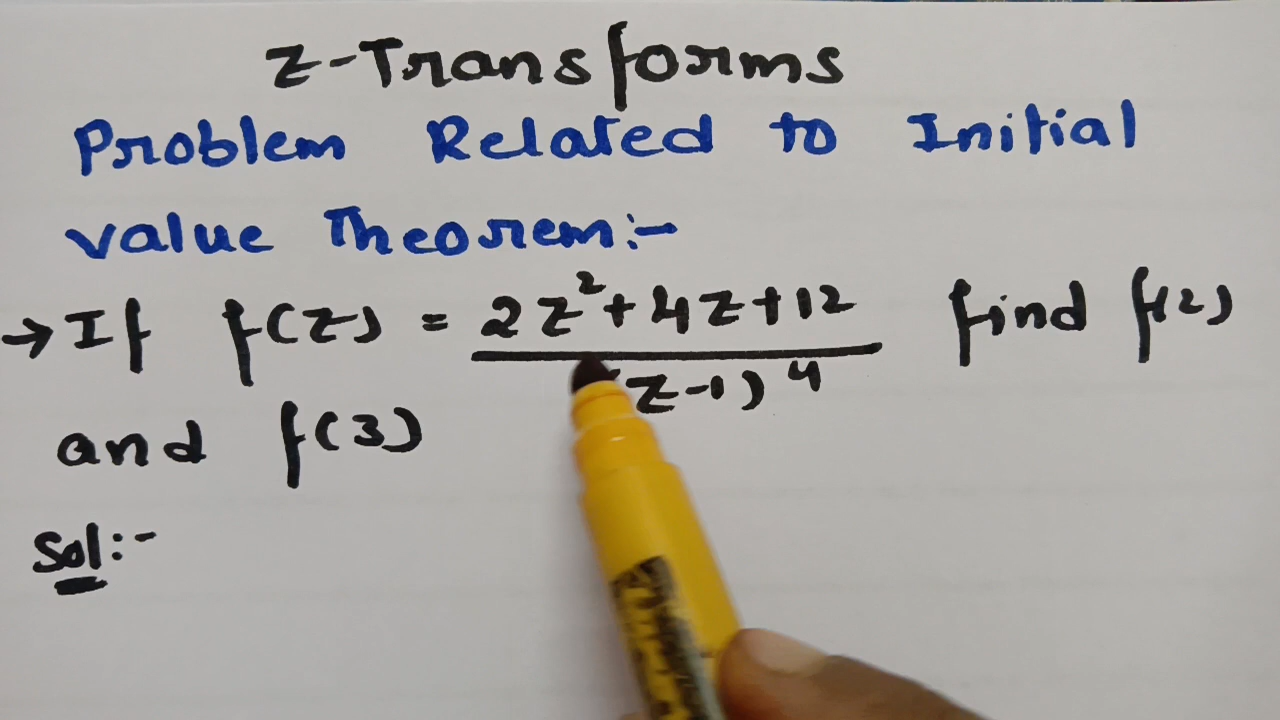 Z-Transforms
Problem Related to Initial
value Theorem:-
→ If f(z) = 2z²+4z+12 find f(2)
(z-1)⁴
and f(3)
Sol:-